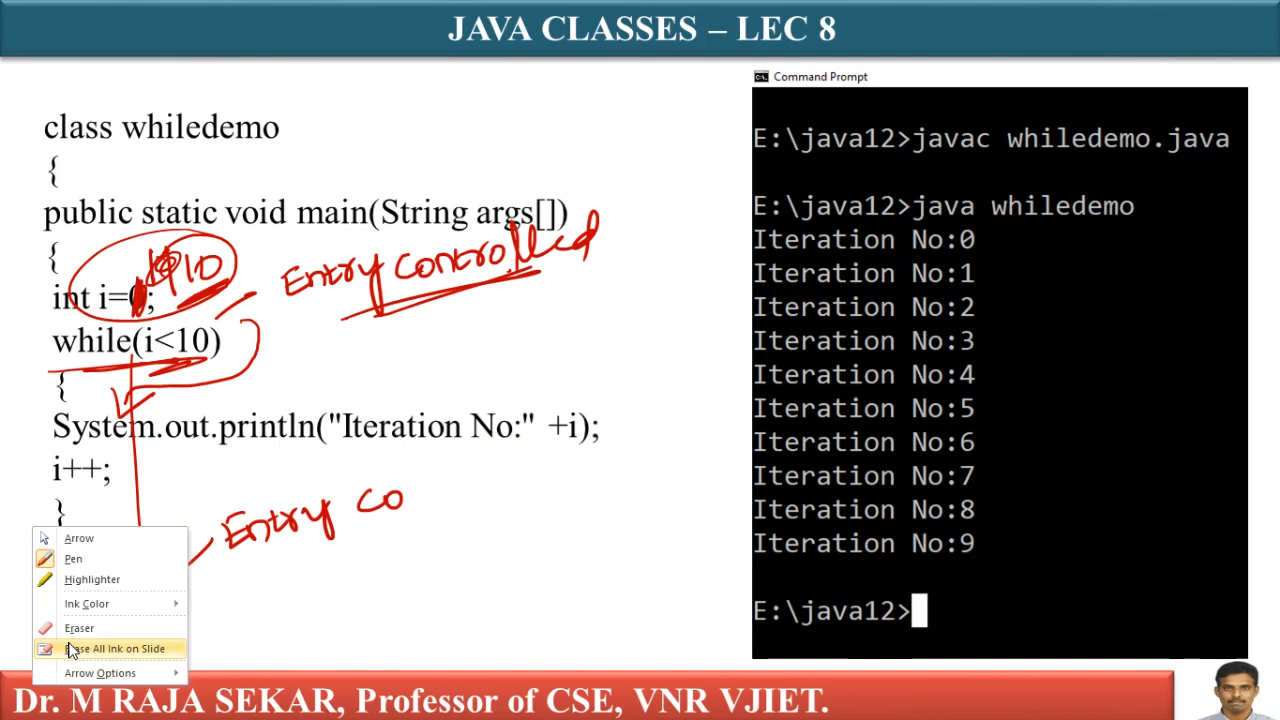 JAVA CLASSES – LEC 8
class whiledemo
{
public static void main(String args[])
{
int i=0; 10
Entry controlled
while(i<10)
{
System.out.println("Iteration No:" +i);
i++;
}
Entry co
Arrow
Pen
Highlighter
Ink Color
Eraser
Erase All Ink on Slide
Arrow Options
Command Prompt
E:\java12>javac whiledemo.java
E:\java12>java whiledemo
Iteration No:0
Iteration No:1
Iteration No:2
Iteration No:3
Iteration No:4
Iteration No:5
Iteration No:6
Iteration No:7
Iteration No:8
Iteration No:9
E:\java12>
Dr. M RAJA SEKAR, Professor of CSE, VNR VJIET.